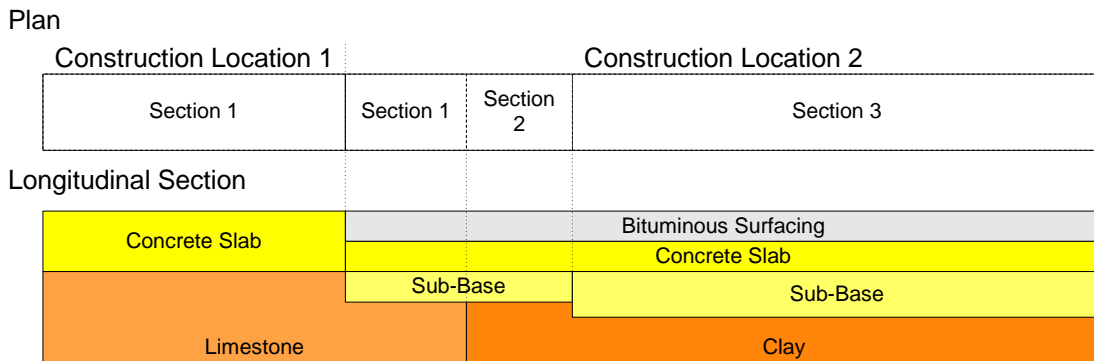 Plan
Construction Location 1 Construction Location 2
Section 1 Section 1 Section Section 3
2
Longitudinal Section
Bituminous Surfacing
Concrete Slab
Concrete Slab
Sub-Base
Sub-Base
Limestone Clay